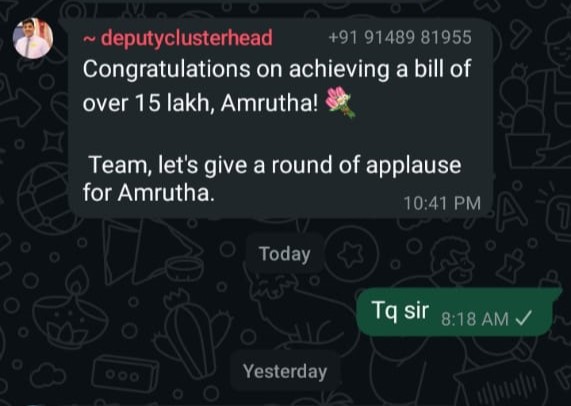 ~ deputyclusterhead +91 91489 81955
Congratulations on achieving a bill of
over 15 lakh, Amrutha! 💐
Team, let's give a round of applause
for Amrutha.
10:41 PM
Today
Tq sir 8:18 AM ✓
Yesterday